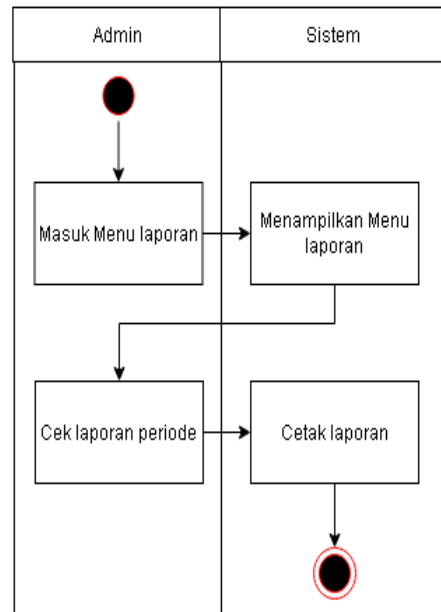 Admin
Sistem
Masuk Menu laporan
Menampilkan Menu
laporan
Cek laporan periode
Cetak laporan